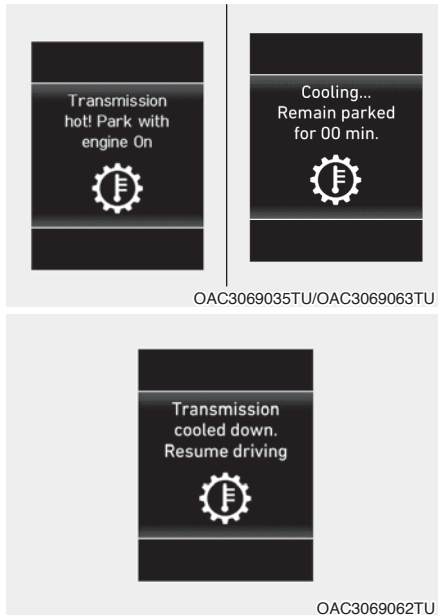 Transmission
hot! Park with
engine On
Cooling...
Remain parked
for 00 min.
OAC3069035TU/OAC3069063TU
Transmission
cooled down.
Resume driving
OAC3069062TU